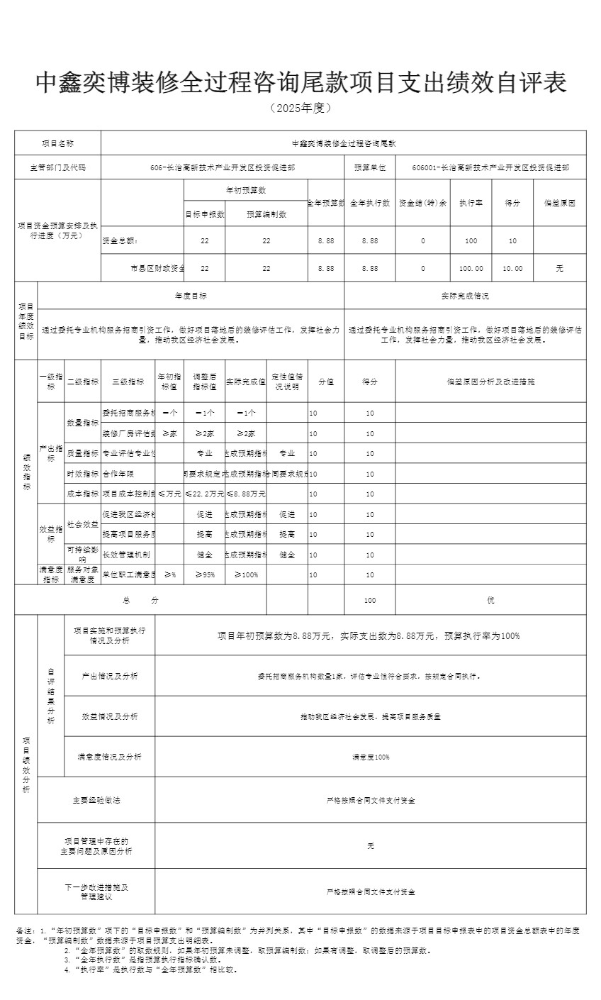 中鑫奕博装修全过程咨询尾款项目支出绩效自评表
（2025年度）
项目名称 中鑫奕博装修全过程咨询尾款
主管部门及代码 606-长治高新技术产业开发区投资促进部 预算单位 606001-长治高新技术产业开发区投资促进部
项目资金预算安排及执
行进度（万元）
年初预算数
全年预算数 全年执行数 资金结(转)余 执行率 得分 偏差原因
目标申报数 预算编制数
资金总额： 22 22 8.88 8.88 0 100 10
市县区财政资金 22 22 8.88 8.88 0 100.00 10.00 无
项目
年度
绩效
目标
年度目标 实际完成情况
通过委托专业机构服务招商引资工作，做好项目落地后的装修评估工作，发挥社会力
量，推动我区经济社会发展。
通过委托专业机构服务招商引资工作，做好项目落地后的装修评估
工作，发挥社会力量，推动我区经济社会发展。
绩
效
指
标
一级指
标
二级指标 三级指标
年初指
标值
调整后
指标值
实际完成值
定性值情
况说明
分值 得分 偏差原因分析及改进措施
产出指
标
数量指标 委托招商服务机 ＝个 ＝1个 ＝1个 10 10
装修厂房评估数 ≥家 ≥2家 ≥2家 10 10
质量指标 专业评估专业性 专业 达成预期指标 专业 10 10
时效指标 合作年限 同要求规定 达成预期指标 合同要求规定 10 10
成本指标 项目成本控制数 ≤万元 ≤22.2万元 ≤8.88万元 10 10
效益指
标
社会效益 促进我区经济社 促进 达成预期指标 促进 10 10
提高项目服务质 提高 达成预期指标 提高 10 10
可持续影
响
长效管理机制 健全 达成预期指标 健全 10 10
满意度
指标
服务对象
满意度
单位职工满意度 ≥% ≥95% ≥100% 10 10
总 分 100 优
项
目
绩
效
分
析
自
评
结
果
分
析
项目实施和预算执行
情况及分析
项目年初预算数为8.88万元，实际支出数为8.88万元，预算执行率为100%
产出情况及分析 委托招商服务机构数量1家，评估专业性符合要求，按规定合同执行。
效益情况及分析 推动我区经济社会发展，提高项目服务质量
满意度情况及分析 满意度100%
主要经验做法 严格按照合同文件支付资金
项目管理中存在的
主要问题及原因分析
无
下一步改进措施及
管理建议
严格按照合同文件支付资金
备注：1.“年初预算数”项下的“目标申报数”和“预算编制数”为并列关系，其中“目标申报数”的数据来源于项目目标申报表中的项目资金总额表中的年度
资金，“预算编制数”数据来源于项目预算支出明细表。
2.“全年预算数”的取数规则，如果年初预算未调整，取预算编制数；如果有调整，取调整后的预算数。
3.“全年执行数”是指预算执行指标确认数。
4.“执行率”是执行数与“全年预算数”相比较。